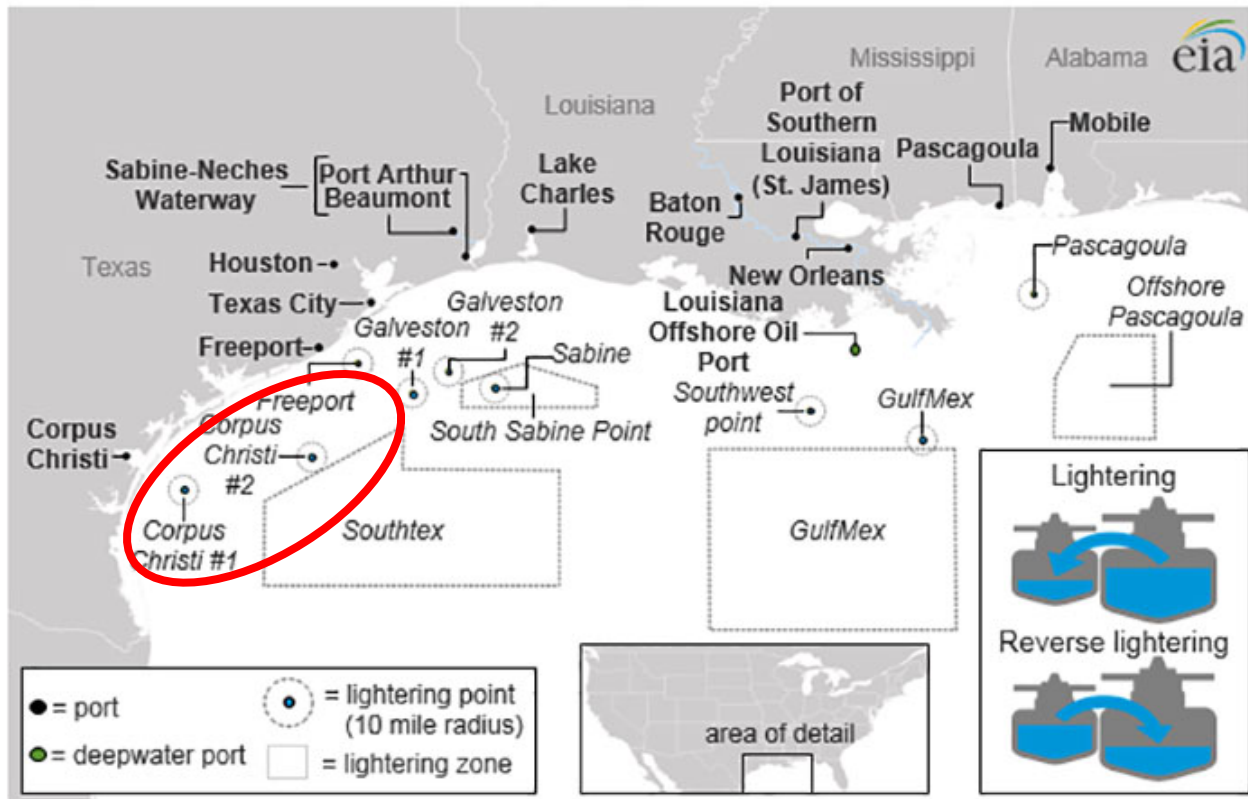 eia
Mississippi
Alabama
Louisiana
Texas
Port of
Southern
Louisiana
(St. James)
Pascagoula
Mobile
Sabine-Neches
Waterway
Port Arthur
Beaumont
Lake
Charles
Baton
Rouge
New Orleans
Houston
Texas City
Freeport
Corpus
Christi
Louisiana
Offshore Oil
Port
Pascagoula
Offshore
Pascagoula
Galveston
#2
Galveston
#1
Sabine
Freeport
South Sabine Point
Southwest
point
GulfMex
Corpus
Christi
#2
Corpus
Christi #1
Southtex
GulfMex
Lightering
Reverse lightering
= port
= deepwater port
= lightering point
(10 mile radius)
= lightering zone
area of detail